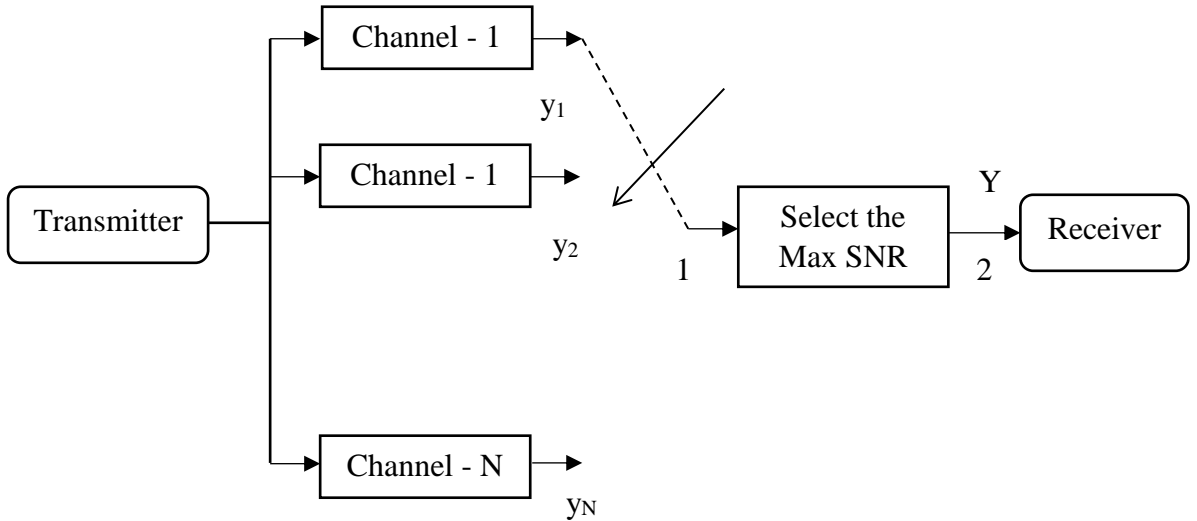 Channel - 1
y1
Channel - 1
y2
Transmitter
1
Select the
Max SNR
Y
2
Receiver
Channel - N
yN